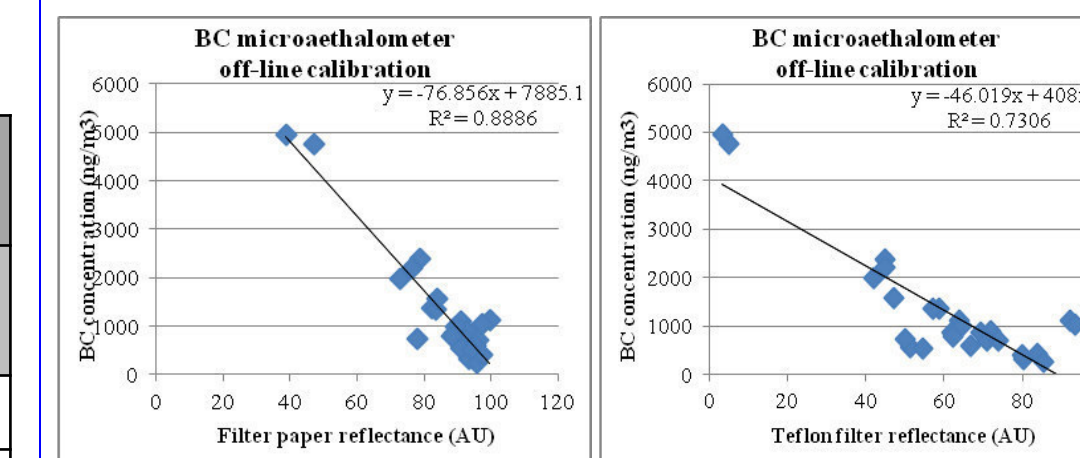 BC microaethalometer
off-line calibration
y = -76.856x + 7885.1
R² = 0.8886
BC concentration (ng/m3)
6000
5000
4000
3000
2000
1000
0
0 20 40 60 80 100 120
Filter paper reflectance (AU)
BC microaethalometer
off-line calibration
y = -46.019x + 408
R² = 0.7306
BC concentration (ng/m3)
6000
5000
4000
3000
2000
1000
0
0 20 40 60 80
Teflon filter reflectance (AU)